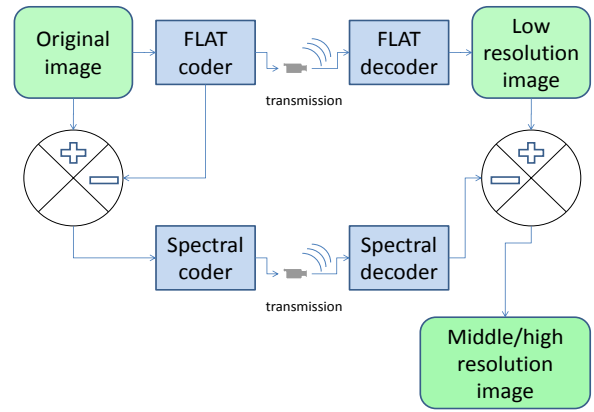 Original
image
FLAT
coder
FLAT
decoder
Low
resolution
image
transmission
Spectral
coder
Spectral
decoder
transmission
Middle/high
resolution
image